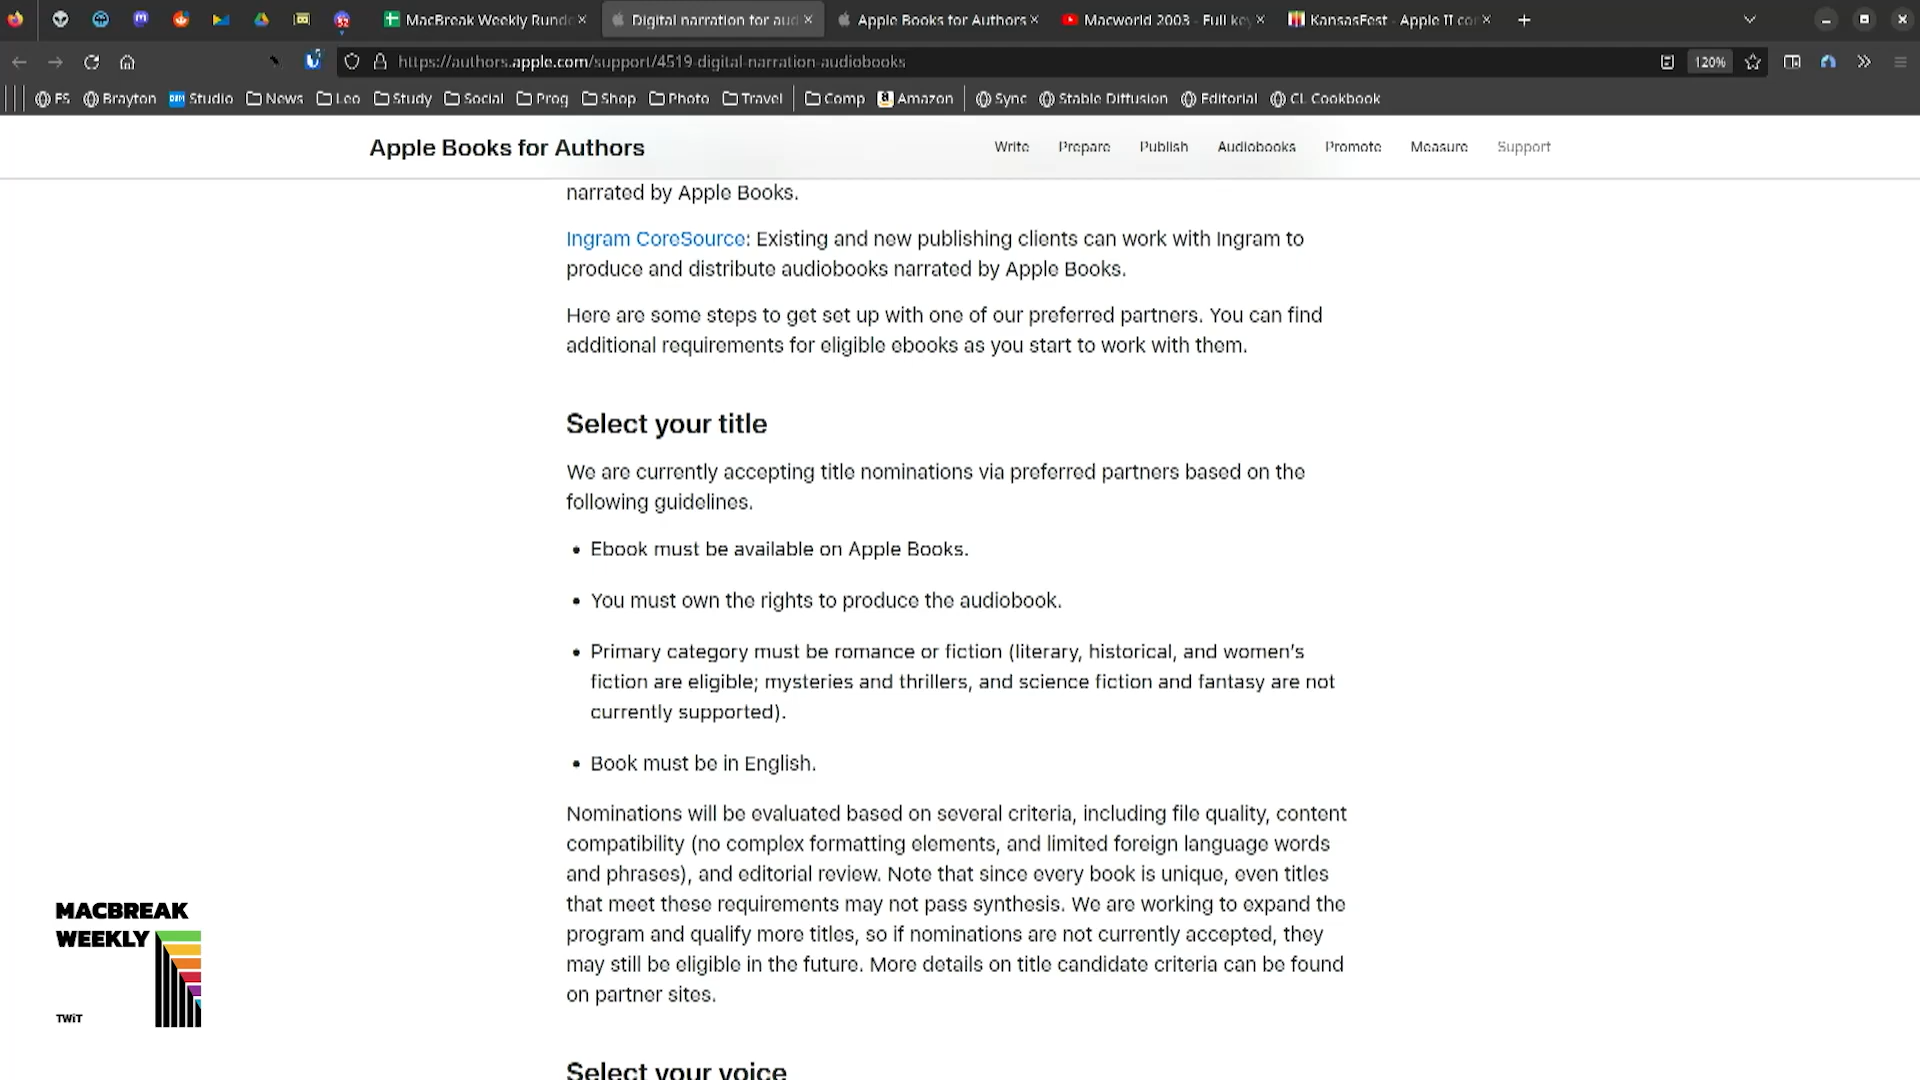 MacBreak Weekly Rund
Digital narration for aud
Apple Books for Authors
Macworld 2003 - Full key
KansasFest - Apple II con
https://authors.apple.com/support/4519-digital-narration-audiobooks
120%
FS Brayton Studio News Leo Study Social Prog Shop Photo Travel Comp Amazon Sync Stable Diffusion Editorial CL Cookbook
Apple Books for Authors
Write Prepare Publish Audiobooks Promote Measure Support
narrated by Apple Books.
Ingram CoreSource: Existing and new publishing clients can work with Ingram to
produce and distribute audiobooks narrated by Apple Books.
Here are some steps to get set up with one of our preferred partners. You can find
additional requirements for eligible ebooks as you start to work with them.
Select your title
We are currently accepting title nominations via preferred partners based on the
following guidelines.
• Ebook must be available on Apple Books.
• You must own the rights to produce the audiobook.
• Primary category must be romance or fiction (literary, historical, and women’s
fiction are eligible; mysteries and thrillers, and science fiction and fantasy are not
currently supported).
• Book must be in English.
Nominations will be evaluated based on several criteria, including file quality, content
compatibility (no complex formatting elements, and limited foreign language words
and phrases), and editorial review. Note that since every book is unique, even titles
that meet these requirements may not pass synthesis. We are working to expand the
program and qualify more titles, so if nominations are not currently accepted, they
may still be eligible in the future. More details on title candidate criteria can be found
on partner sites.
Select your voice
MACBREAK
WEEKLY
TWiT